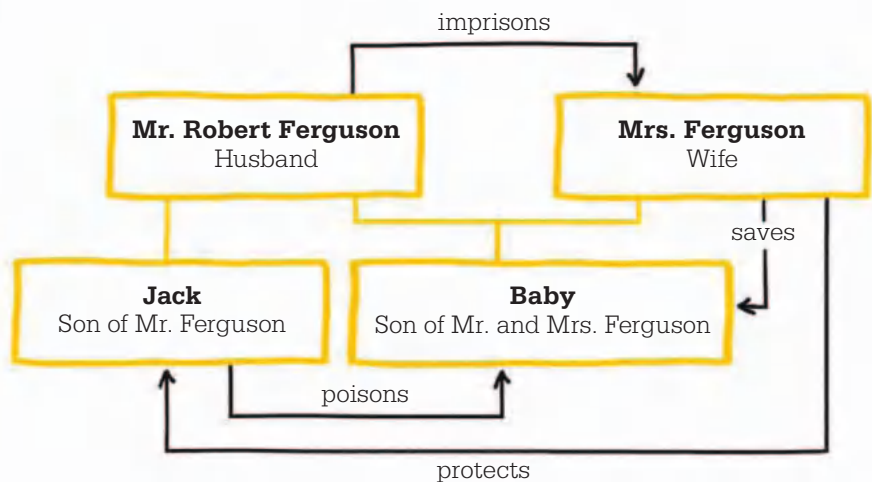 imprisons
Mr. Robert Ferguson
Husband
Mrs. Ferguson
Wife
saves
Jack
Son of Mr. Ferguson
Baby
Son of Mr. and Mrs. Ferguson
poisons
protects